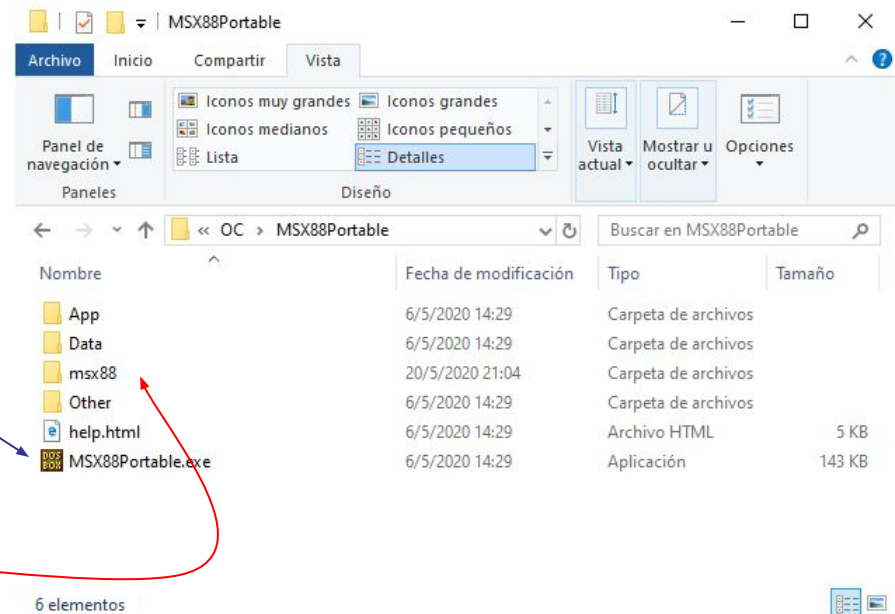 MSX88Portable
Archivo Inicio Compartir Vista
Iconos muy grandes Iconos grandes
Iconos medianos Iconos pequeños
Lista Detalles
Panel de navegación
Vista actual
Mostrar u ocultar
Opciones
Paneles Diseño
« OC > MSX88Portable Buscar en MSX88Portable
Nombre Fecha de modificación Tipo Tamaño
App 6/5/2020 14:29 Carpeta de archivos
Data 6/5/2020 14:29 Carpeta de archivos
msx88 20/5/2020 21:04 Carpeta de archivos
Other 6/5/2020 14:29 Carpeta de archivos
help.html 6/5/2020 14:29 Archivo HTML 5 KB
DOS BOX MSX88Portable.exe 6/5/2020 14:29 Aplicación 143 KB
6 elementos